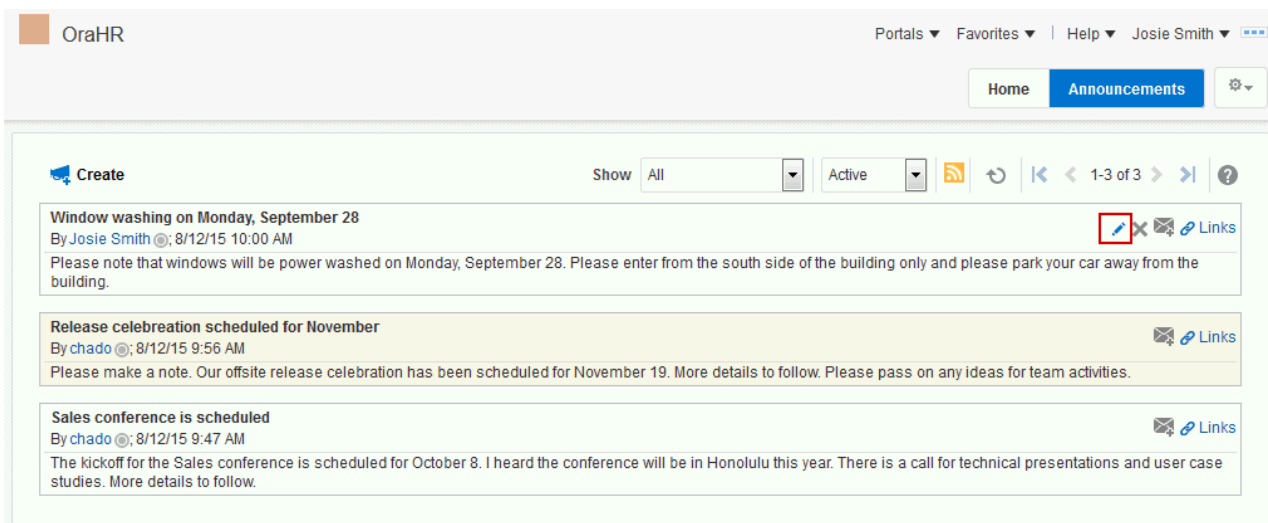 OraHR
Portals Favorites | Help Josie Smith
Home Announcements
Create Show All Active 1-3 of 3
Window washing on Monday, September 28
By Josie Smith; 8/12/15 10:00 AM
Links
Please note that windows will be power washed on Monday, September 28. Please enter from the south side of the building only and please park your car away from the
building.
Release celebreation scheduled for November
By chado; 8/12/15 9:56 AM
Links
Please make a note. Our offsite release celebration has been scheduled for November 19. More details to follow. Please pass on any ideas for team activities.
Sales conference is scheduled
By chado; 8/12/15 9:47 AM
Links
The kickoff for the Sales conference is scheduled for October 8. I heard the conference will be in Honolulu this year. There is a call for technical presentations and user case
studies. More details to follow.